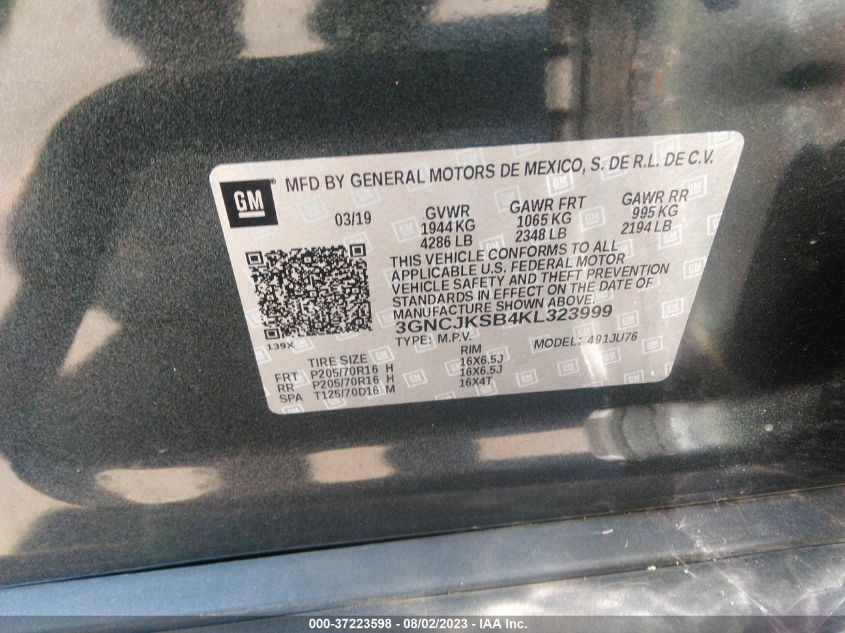 GM
MFD BY GENERAL MOTORS DE MEXICO, S. DE R.L. DE C.V.
03/19 GVWR GAWR FRT GAWR RR
1944 KG 1065 KG 995 KG
4286 LB 2348 LB 2194 LB
THIS VEHICLE CONFORMS TO ALL
APPLICABLE U.S. FEDERAL MOTOR
VEHICLE SAFETY AND THEFT PREVENTION
STANDARDS IN EFFECT ON THE DATE OF
MANUFACTURE SHOWN ABOVE.
3GNCJKSB4KL323999
139X TYPE: M.P.V. MODEL: 491JU76
TIRE SIZE RIM
FRT P205/70R16 H 16X6.5J
RR P205/70R16 H 16X6.5J
SPA T125/70D16 M 16X4T
000-37223598 - 08/02/2023 - IAA Inc.